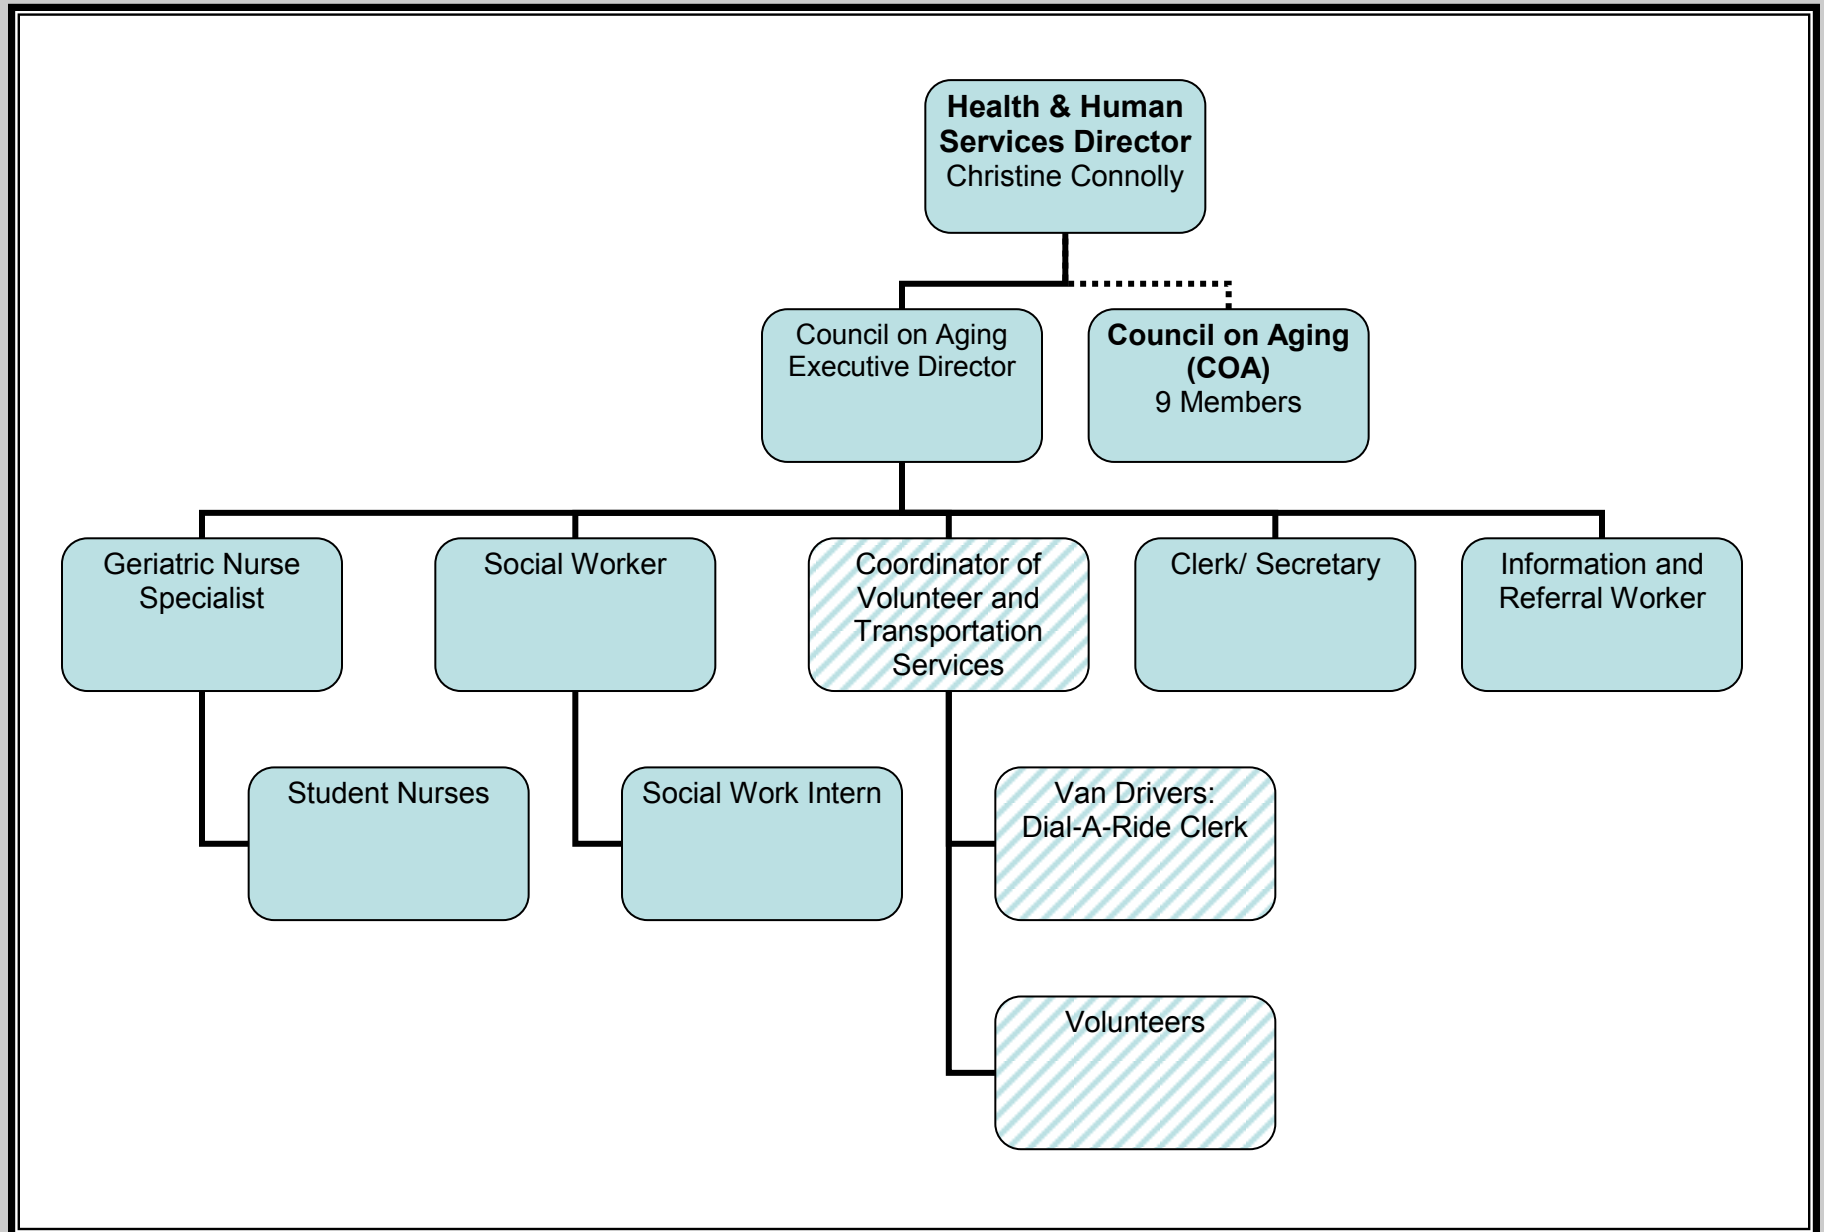 Health & Human
Services Director
Christine Connolly
Council on Aging
Executive Director
Council on Aging
(COA)
9 Members
Geriatric Nurse
Specialist
Social Worker
Coordinator of
Volunteer and
Transportation
Services
Clerk/ Secretary
Information and
Referral Worker
Student Nurses
Social Work Intern
Van Drivers:
Dial-A-Ride Clerk
Volunteers